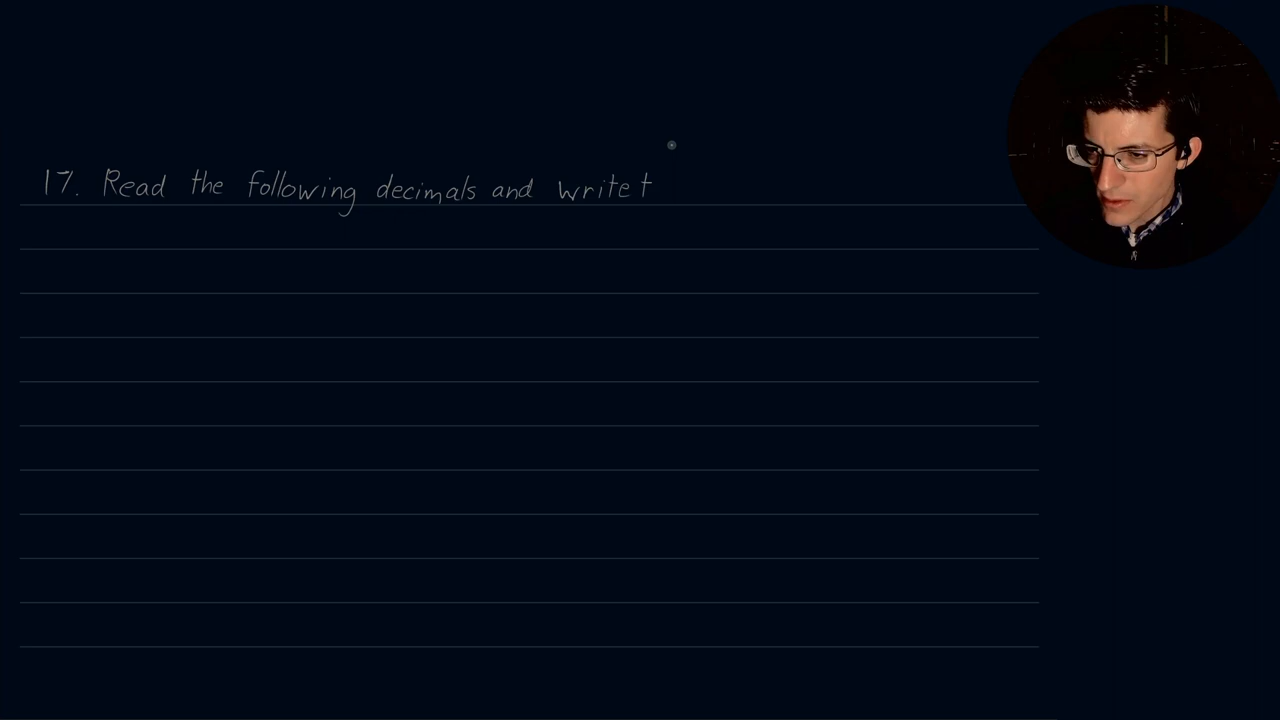 17. Read the following decimals and write t